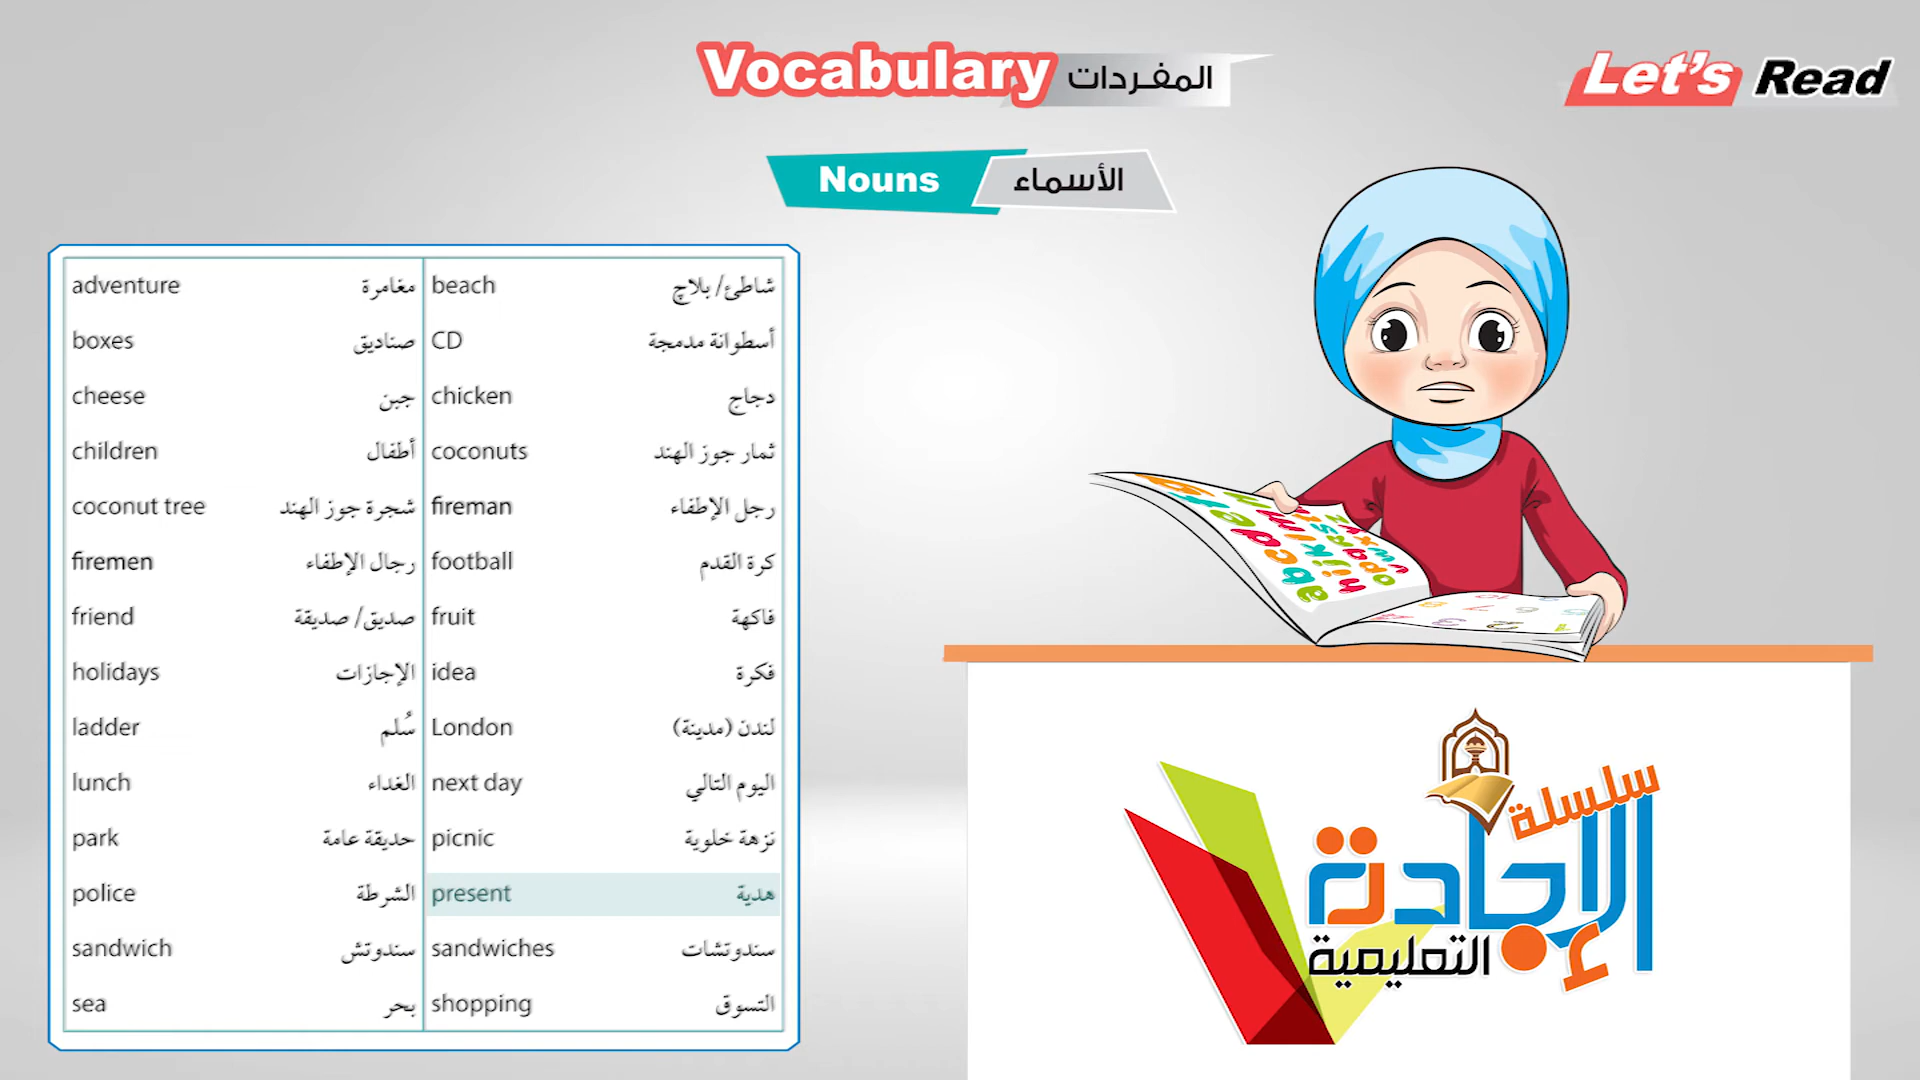 Vocabulary المفردات
Let's Read
Nouns الأسماء
adventure مغامرة beach شاطئ/ بلاج
boxes صناديق CD أسطوانة مدمجة
cheese جبن chicken دجاج
children أطفال coconuts ثمار جوز الهند
coconut tree شجرة جوز الهند fireman رجل الإطفاء
firemen رجال الإطفاء football كرة القدم
friend صديق/ صديقة fruit فاكهة
holidays الإجازات idea فكرة
ladder سُلم London لندن (مدينة)
lunch الغداء next day اليوم التالي
park حديقة عامة picnic نزهة خلوية
police الشرطة present هدية
sandwich سندوتش sandwiches سندوتشات
sea بحر shopping التسوق
سلسلة
الإجادة
التعليمية